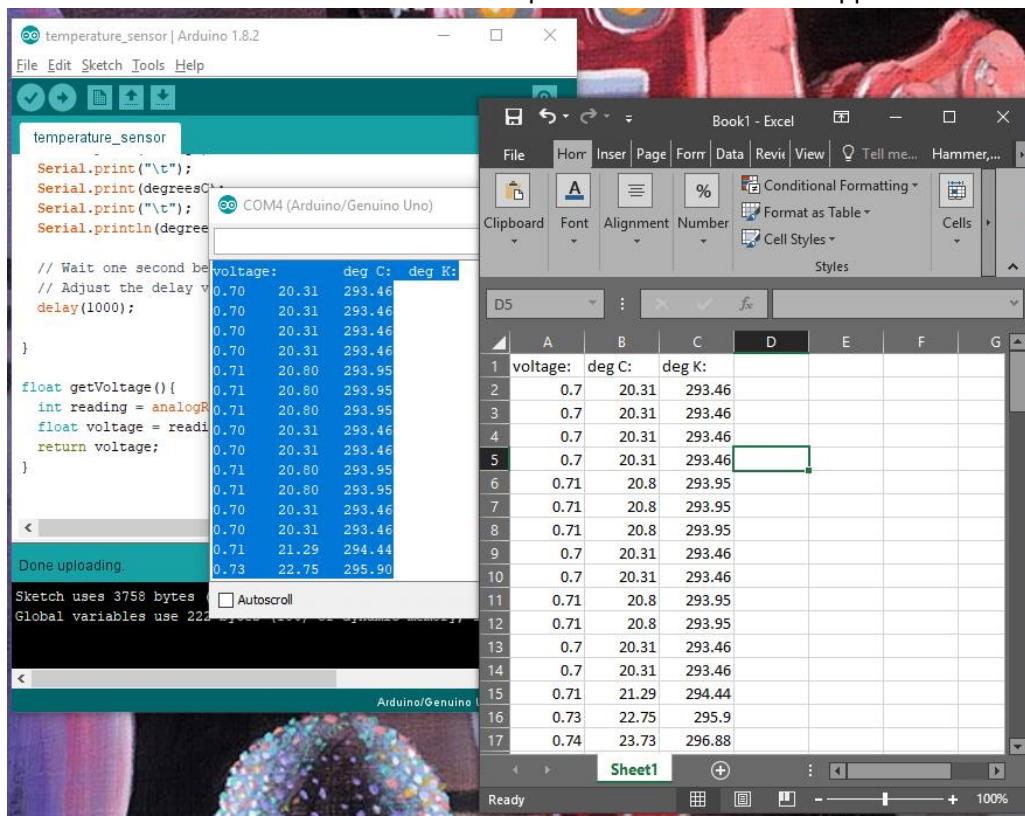 temperature_sensor | Arduino 1.8.2
File Edit Sketch Tools Help
temperature_sensor
Serial.print("\t");
Serial.print(degreesC
Serial.print("\t");
Serial.println(degree
// Wait one second be
// Adjust the delay v
delay(1000);
}
float getVoltage(){
int reading = analogR
float voltage = readi
return voltage;
}
Done uploading.
Sketch uses 3758 bytes (
Global variables use 222 bytes
Arduino/Genuino U
COM4 (Arduino/Genuino Uno)
voltage: deg C: deg K:
0.70 20.31 293.46
0.70 20.31 293.46
0.70 20.31 293.46
0.70 20.31 293.46
0.71 20.80 293.95
0.71 20.80 293.95
0.71 20.80 293.95
0.70 20.31 293.46
0.70 20.31 293.46
0.71 20.80 293.95
0.71 20.80 293.95
0.70 20.31 293.46
0.70 20.31 293.46
0.71 21.29 294.44
0.73 22.75 295.90
Autoscroll
Book1 - Excel
File Hom Inser Page Form Data Revie View Tell me... Hammer,...
Clipboard Font Alignment Number
Conditional Formatting
Format as Table
Cell Styles
Styles
Cells
D5 fx
A B C D E F G
1 voltage: deg C: deg K:
2 0.7 20.31 293.46
3 0.7 20.31 293.46
4 0.7 20.31 293.46
5 0.7 20.31 293.46
6 0.71 20.8 293.95
7 0.71 20.8 293.95
8 0.71 20.8 293.95
9 0.7 20.31 293.46
10 0.7 20.31 293.46
11 0.71 20.8 293.95
12 0.71 20.8 293.95
13 0.7 20.31 293.46
14 0.7 20.31 293.46
15 0.71 21.29 294.44
16 0.73 22.75 295.9
17 0.74 23.73 296.88
Sheet1
Ready
100%